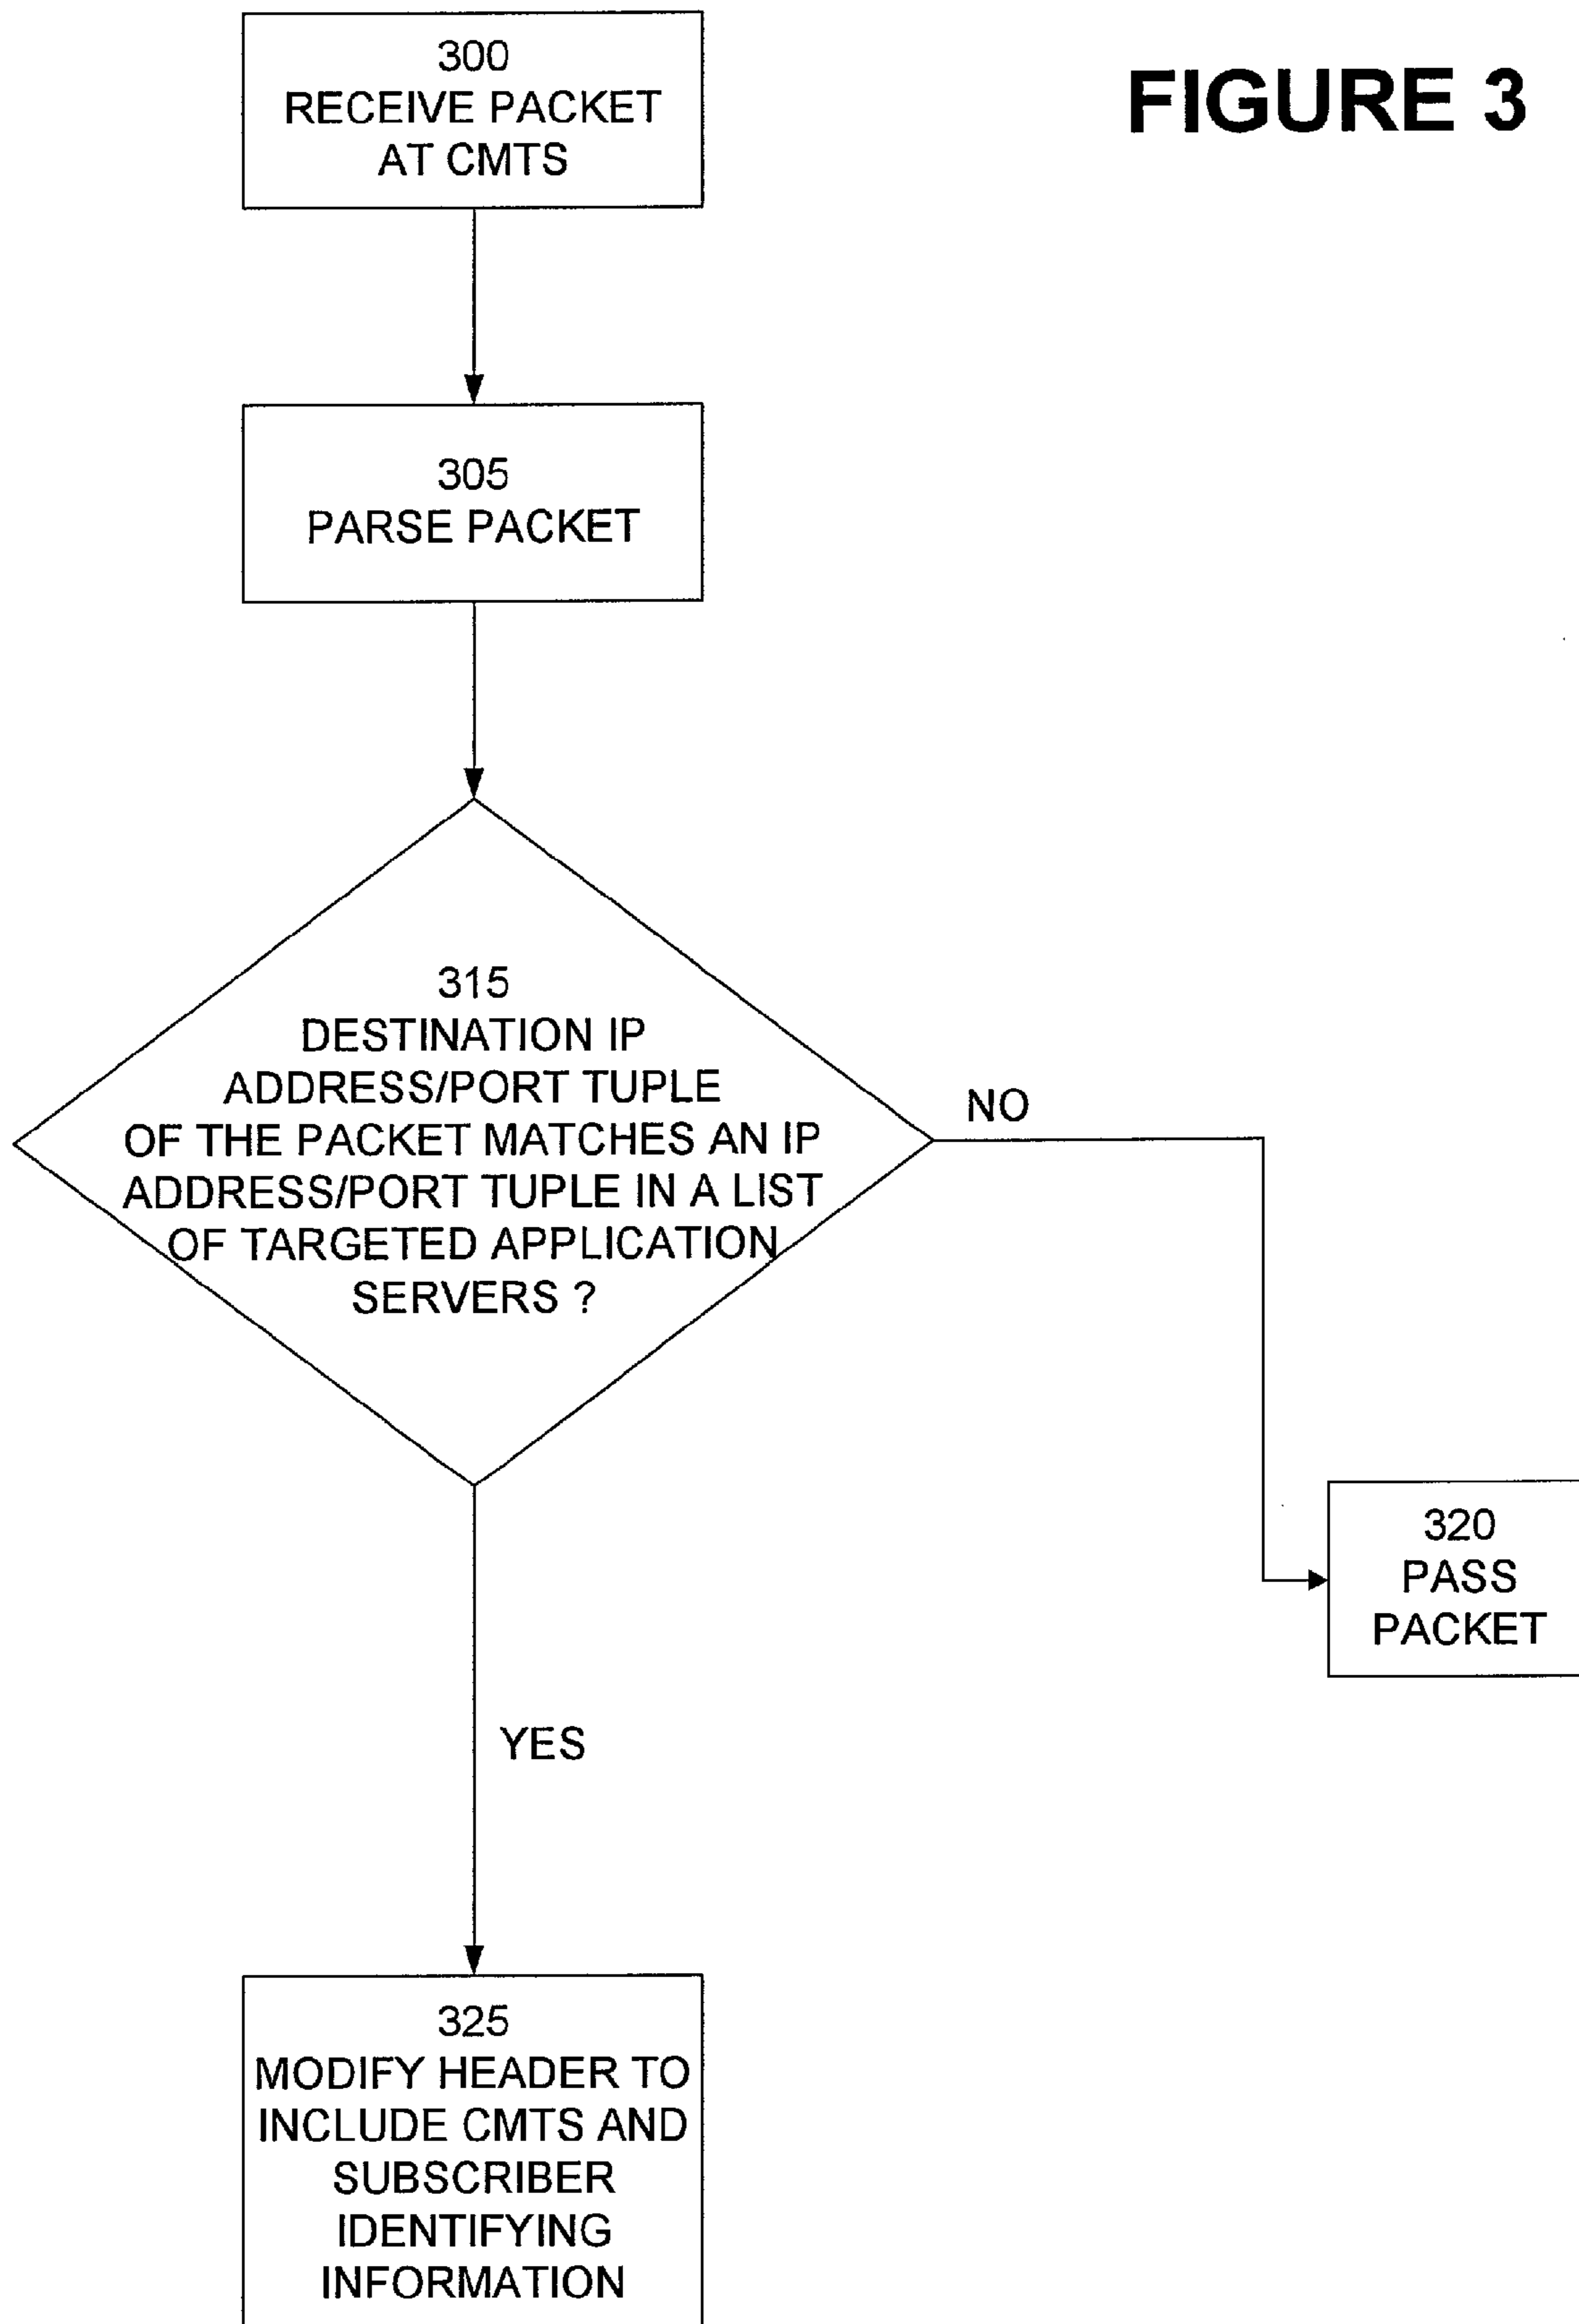 FIGURE 3
300
RECEIVE PACKET
AT CMTS
305
PARSE PACKET
315
DESTINATION IP
ADDRESS/PORT TUPLE
OF THE PACKET MATCHES AN IP
ADDRESS/PORT TUPLE IN A LIST
OF TARGETED APPLICATION
SERVERS ?
NO
320
PASS
PACKET
YES
325
MODIFY HEADER TO
INCLUDE CMTS AND
SUBSCRIBER
IDENTIFYING
INFORMATION